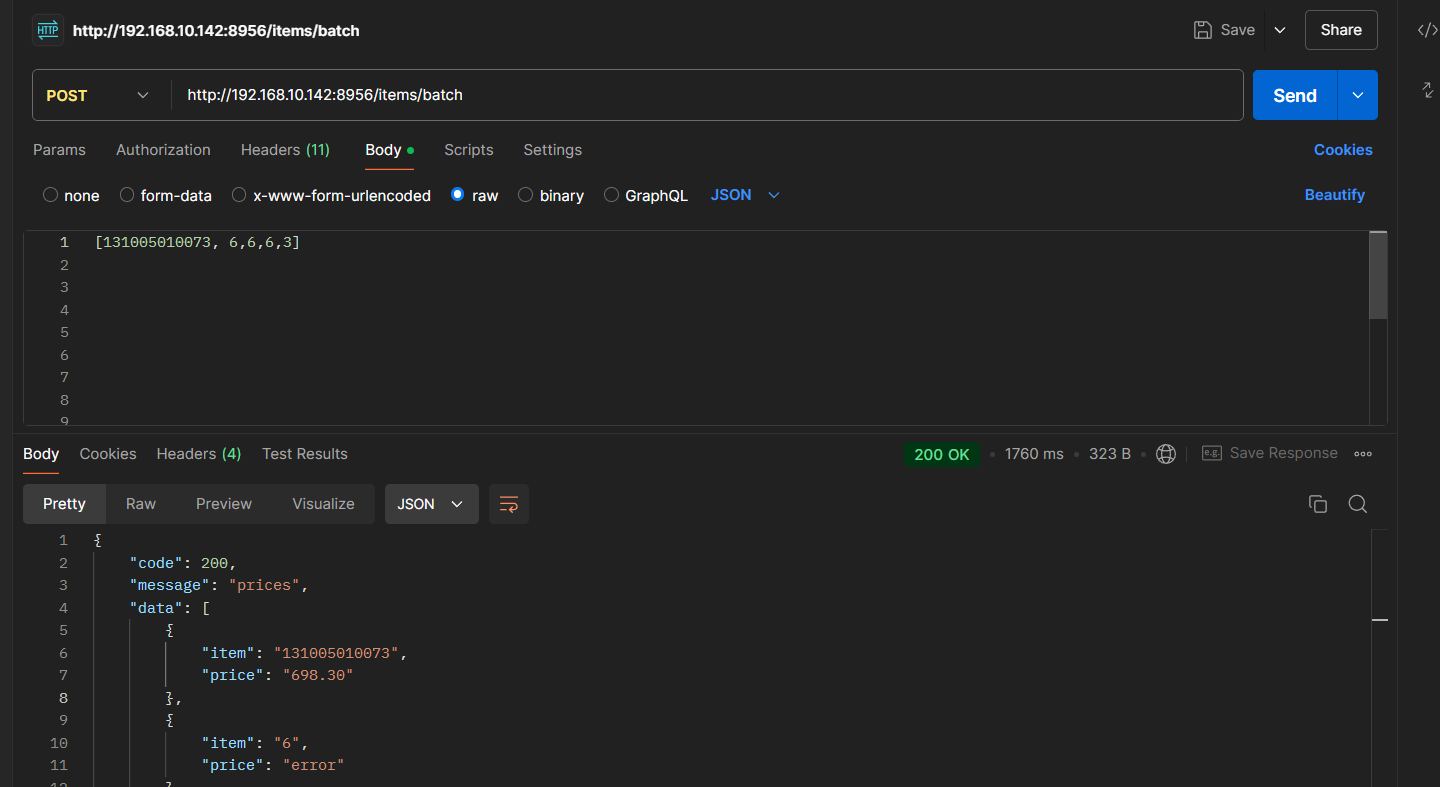 HTTP http://192.168.10.142:8956/items/batch Save Share
POST http://192.168.10.142:8956/items/batch Send
Params Authorization Headers (11) Body Scripts Settings Cookies
none form-data x-www-form-urlencoded raw binary GraphQL JSON Beautify
1 [131005010073, 6,6,6,3]
2
3
4
5
6
7
8
9
Body Cookies Headers (4) Test Results 200 OK 1760 ms 323 B e.g. Save Response
Pretty Raw Preview Visualize JSON
1 {
2 "code": 200,
3 "message": "prices",
4 "data": [
5 {
6 "item": "131005010073",
7 "price": "698.30"
8 },
9 {
10 "item": "6",
11 "price": "error"
12 }